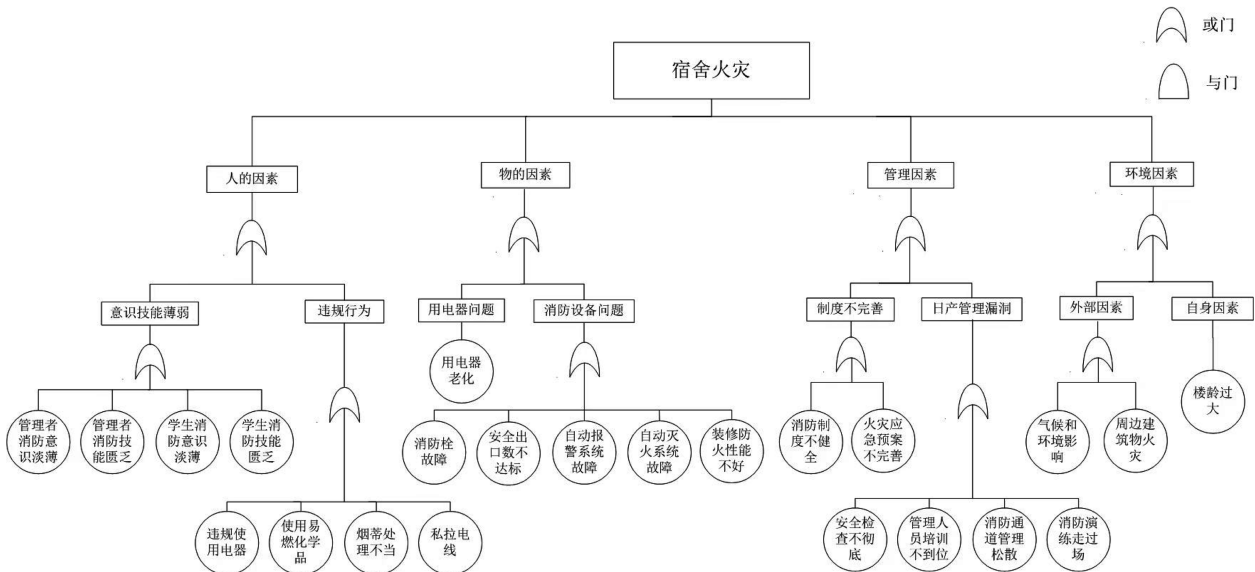 或门
宿舍火灾
与门
人的因素
物的因素
管理因素
环境因素
意识技能薄弱
违规行为
用电器问题
消防设备问题
制度不完善
日产管理漏洞
外部因素
自身因素
用电器
老化
楼龄过
大
管理者
消防意
识淡薄
管理者
消防技
能匮乏
学生消
防意识
淡薄
学生消
防技能
匮乏
消防栓
故障
安全出
口数不
达标
自动报
警系统
故障
自动灭
火系统
故障
装修防
火性能
不好
消防制
度不健
全
火灾应
急预案
不完善
气候和
环境影
响
周边建
筑物火
灾
违规使
用电器
使用易
燃化学
品
烟蒂处
理不当
私拉电
线
安全检
查不彻
底
管理人
员培训
不到位
消防通
道管理
松散
消防演
练走过
场